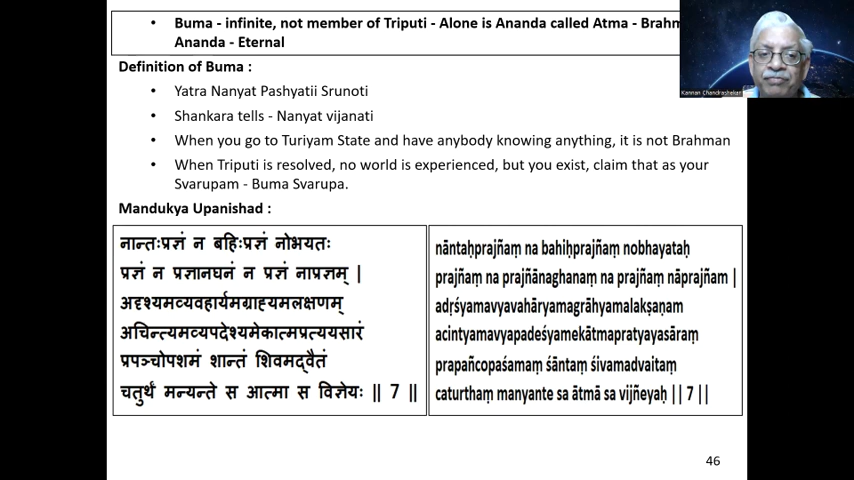 Buma - infinite, not member of Triputi - Alone is Ananda called Atma -
Ananda - Eternal
Kannan Chandrashekar
Definition of Buma :
Yatra Nanyat Pashyatii Srunoti
Shankara tells - Nanyat vijanati
When you go to Turiyam State and have anybody knowing anything, it is not Brahman
When Triputi is resolved, no world is experienced, but you exist, claim that as your
Svarupam - Buma Svarupa.
Mandukya Upanishad :
नान्तःप्रज्ञं न बहिःप्रज्ञं नोभयतः
प्रज्ञं न प्रज्ञानघनं न प्रज्ञं नाप्रज्ञम् |
अदृश्यमव्यवहार्यमग्राह्यमलक्षणम्
अचिन्त्यमव्यपदेश्यमेकात्मप्रत्ययसारं
प्रपञ्चोपशमं शान्तं शिवमद्वैतं
चतुर्थं मन्यन्ते स आत्मा स विज्ञेयः || 7 ||
nāntaḥprajñaṃ na bahiḥprajñaṃ nobhayataḥ
prajñaṃ na prajñānaghanaṃ na prajñaṃ nāprajñam |
adṛśyamavyavahāryamagrāhyamalakṣaṇam
acintyamavyapadeśyamekātmapratyayasāraṃ
prapañcopaśamaṃ śāntaṃ śivamadvaitaṃ
caturthaṃ manyante sa ātmā sa vijñeyaḥ || 7 ||
46